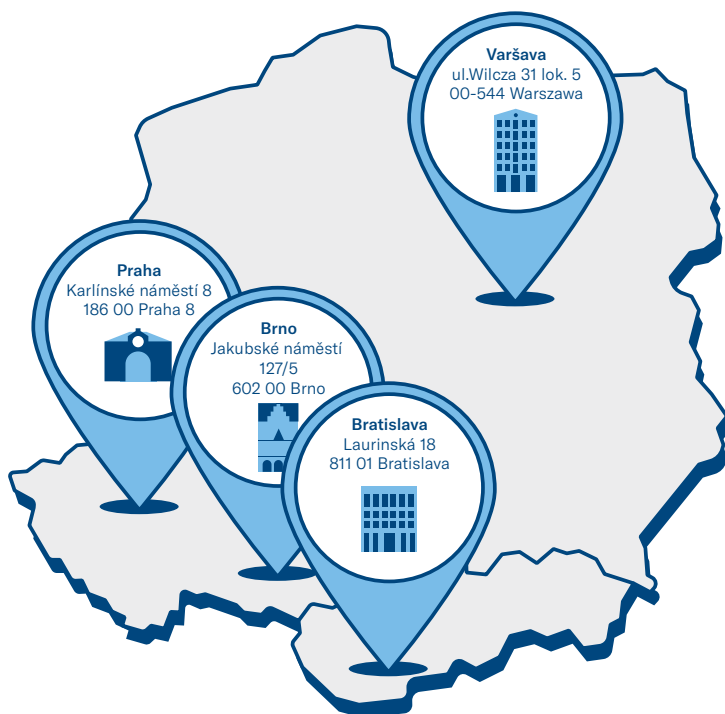 Varšava
ul.Wilcza 31 lok. 5
00-544 Warszawa
Praha
Karlínské náměstí 8
186 00 Praha 8
Brno
Jakubské náměstí
127/5
602 00 Brno
Bratislava
Laurinská 18
811 01 Bratislava